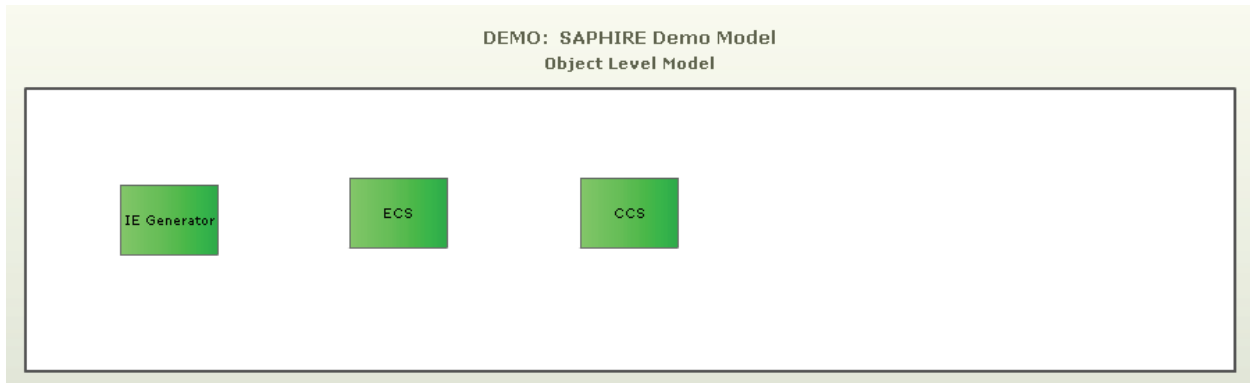 DEMO: SAPHIRE Demo Model
Object Level Model
IE Generator
ECS
CCS